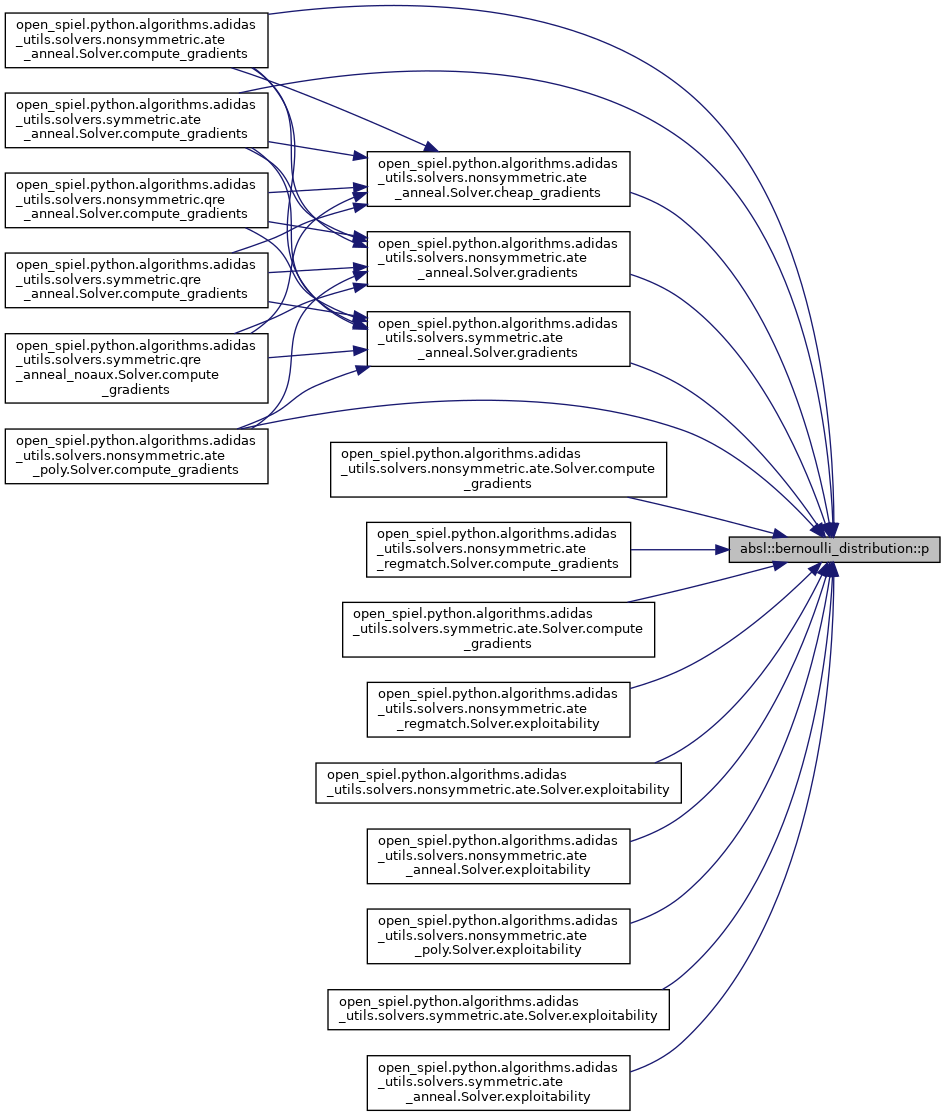 open_spiel.python.algorithms.adidas
_utils.solvers.nonsymmetric.ate
_anneal.Solver.compute_gradients
open_spiel.python.algorithms.adidas
_utils.solvers.symmetric.ate
_anneal.Solver.compute_gradients
open_spiel.python.algorithms.adidas
_utils.solvers.nonsymmetric.qre
_anneal.Solver.compute_gradients
open_spiel.python.algorithms.adidas
_utils.solvers.symmetric.qre
_anneal.Solver.compute_gradients
open_spiel.python.algorithms.adidas
_utils.solvers.symmetric.qre
_anneal_noaux.Solver.compute
_gradients
open_spiel.python.algorithms.adidas
_utils.solvers.nonsymmetric.ate
_poly.Solver.compute_gradients
open_spiel.python.algorithms.adidas
_utils.solvers.nonsymmetric.ate
_anneal.Solver.cheap_gradients
open_spiel.python.algorithms.adidas
_utils.solvers.nonsymmetric.ate
_anneal.Solver.gradients
open_spiel.python.algorithms.adidas
_utils.solvers.symmetric.ate
_anneal.Solver.gradients
open_spiel.python.algorithms.adidas
_utils.solvers.nonsymmetric.ate.Solver.compute
_gradients
open_spiel.python.algorithms.adidas
_utils.solvers.nonsymmetric.ate
_regmatch.Solver.compute_gradients
open_spiel.python.algorithms.adidas
_utils.solvers.symmetric.ate.Solver.compute
_gradients
open_spiel.python.algorithms.adidas
_utils.solvers.nonsymmetric.ate
_regmatch.Solver.exploitability
open_spiel.python.algorithms.adidas
_utils.solvers.nonsymmetric.ate.Solver.exploitability
open_spiel.python.algorithms.adidas
_utils.solvers.nonsymmetric.ate
_anneal.Solver.exploitability
open_spiel.python.algorithms.adidas
_utils.solvers.nonsymmetric.ate
_poly.Solver.exploitability
open_spiel.python.algorithms.adidas
_utils.solvers.symmetric.ate.Solver.exploitability
open_spiel.python.algorithms.adidas
_utils.solvers.symmetric.ate
_anneal.Solver.exploitability
absl::bernoulli_distribution::p